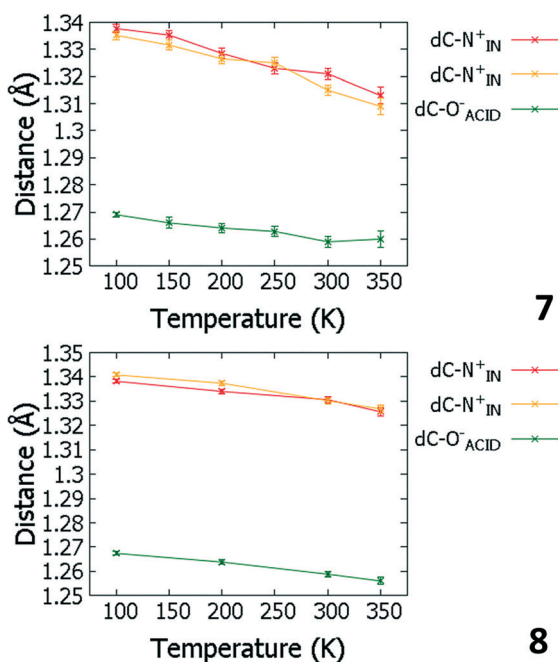 1.34
1.33
1.32
1.31
1.3
1.29
1.28
1.27
1.26
1.25
Distance (Å)
100 150 200 250 300 350
Temperature (K)
dC-N⁺IN
dC-N⁺IN
dC-O⁻ACID
7
1.35
1.34
1.33
1.32
1.31
1.3
1.29
1.28
1.27
1.26
1.25
Distance (Å)
100 150 200 250 300 350
Temperature (K)
dC-N⁺IN
dC-N⁺IN
dC-O⁻ACID
8